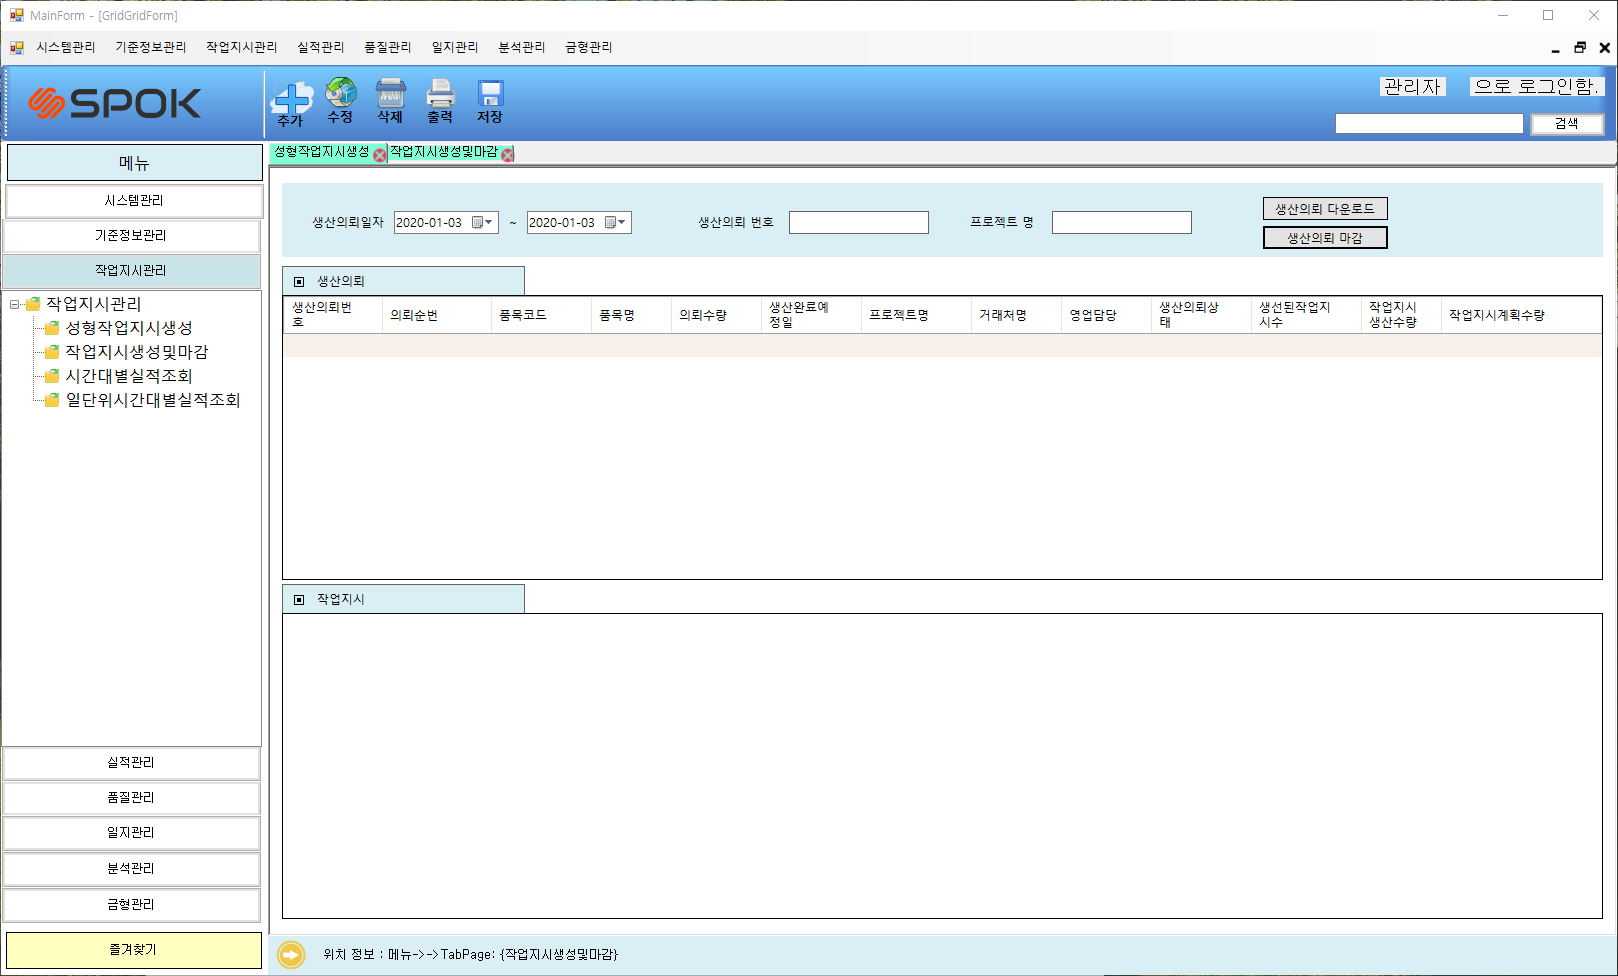 MainForm - [GridGridForm]
시스템관리 기준정보관리 작업지시관리 실적관리 품질관리 일지관리 분석관리 금형관리
SPOK
추가 수정 삭제 출력 저장
관리자 으로 로그인함.
검색
메뉴
시스템관리
기준정보관리
작업지시관리
작업지시관리
성형작업지시생성
작업지시생성및마감
시간대별실적조회
일단위시간대별실적조회
실적관리
품질관리
일지관리
분석관리
금형관리
즐겨찾기
성형작업지시생성 작업지시생성및마감
생산의뢰일자 2020-01-03 ~ 2020-01-03 생산의뢰 번호 프로젝트 명
생산의뢰 다운로드
생산의뢰 마감
생산의뢰
생산의뢰번
호
의뢰순번
품목코드
품목명
의뢰수량
생산완료예
정일
프로젝트명
거래처명
영업담당
생산의뢰상
태
생선된작업지
시수
작업지시
생산수량
작업지시계획수량
작업지시
위치 정보 : 메뉴->->TabPage: {작업지시생성및마감}